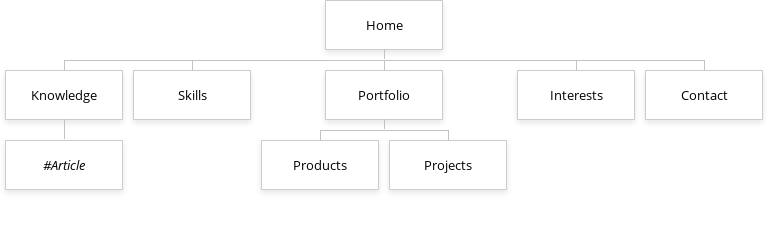 Home
Knowledge
Skills
Portfolio
Interests
Contact
#Article
Products
Projects